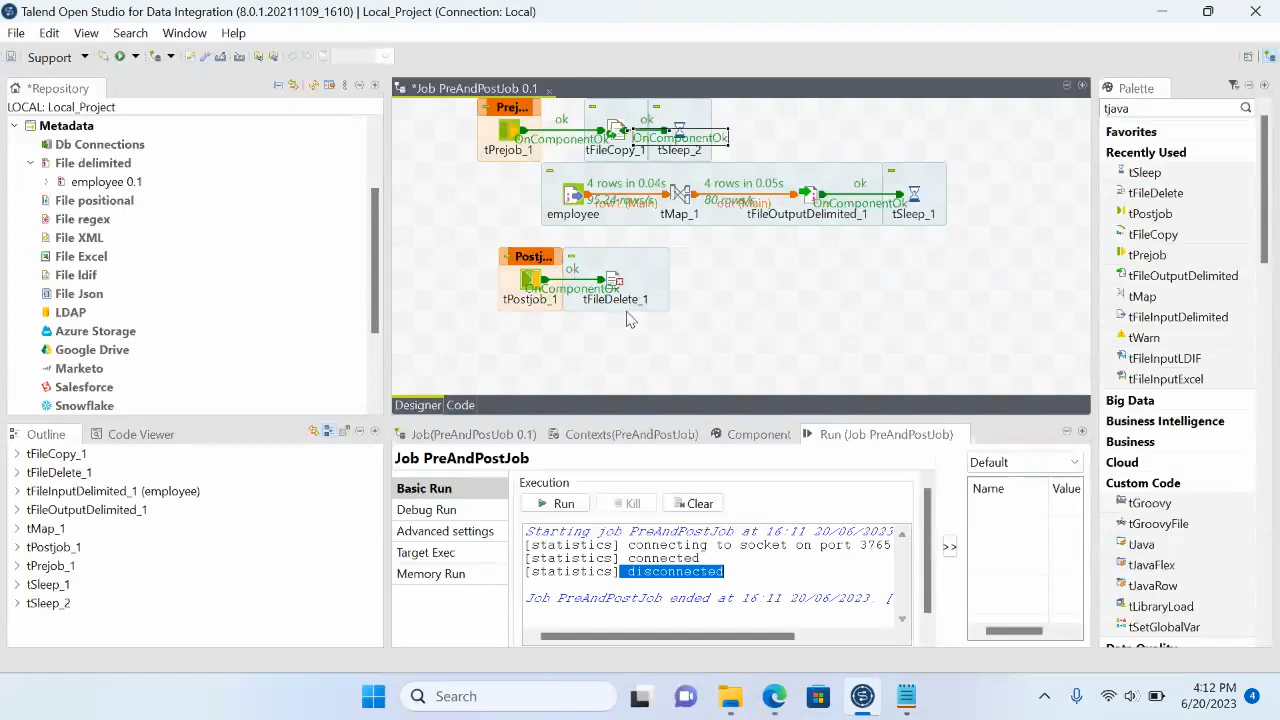 Talend Open Studio for Data Integration (8.0.1.20211109_1610) | Local_Project (Connection: Local)
File Edit View Search Window Help
Support
*Repository
LOCAL: Local_Project
Metadata
Db Connections
File delimited
employee 0.1
File positional
File regex
File XML
File Excel
File ldif
File Json
LDAP
Azure Storage
Google Drive
Marketo
Salesforce
Snowflake
*Job PreAndPostJob 0.1
Prej...
ok
ok
OnComponentOk
OnComponentOk
tPrejob_1
tFileCopy_1
tSleep_2
4 rows in 0.04s
4 rows in 0.05s
ok
row1 (Main)
out (Main)
OnComponentOk
employee
tMap_1
tFileOutputDelimited_1
tSleep_1
Postj...
ok
OnComponentOk
tPostjob_1
tFileDelete_1
Designer Code
Palette
tjava
Favorites
Recently Used
tSleep
tFileDelete
tPostjob
tFileCopy
tPrejob
tFileOutputDelimited
tMap
tFileInputDelimited
tWarn
tFileInputLDIF
tFileInputExcel
Big Data
Business Intelligence
Business
Cloud
Custom Code
tGroovy
tGroovyFile
tJava
tJavaFlex
tJavaRow
tLibraryLoad
tSetGlobalVar
Outline
Code Viewer
tFileCopy_1
tFileDelete_1
tFileInputDelimited_1 (employee)
tFileOutputDelimited_1
tMap_1
tPostjob_1
tPrejob_1
tSleep_1
tSleep_2
Job(PreAndPostJob 0.1)
Contexts(PreAndPostJob)
Component
Run (Job PreAndPostJob)
Job PreAndPostJob
Basic Run
Debug Run
Advanced settings
Target Exec
Memory Run
Execution
Run
Kill
Clear
Starting job PreAndPostJob at 16:11 20/06/2023
[statistics] connecting to socket on port 3765
[statistics] connected
[statistics] disconnected
Job PreAndPostJob ended at 16:11 20/06/2023. [
>>
Default
Name
Value
Search
4:12 PM
6/20/2023
4